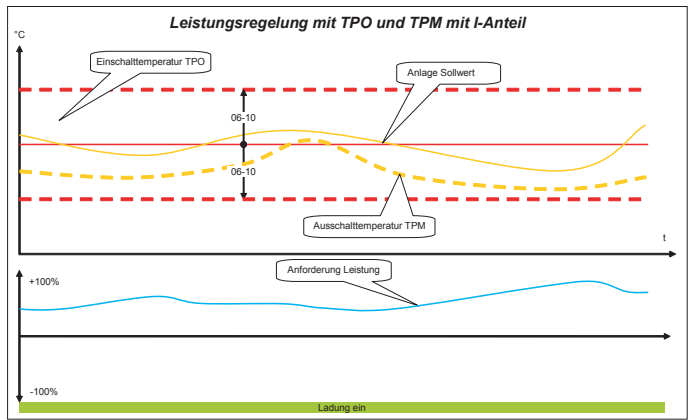 Leistungsregelung mit TPO und TPM mit I-Anteil
°C
Einschalttemperatur TPO
Anlage Sollwert
06-10
06-10
Ausschalttemperatur TPM
t
+100%
Anforderung Leistung
-100%
Ladung ein